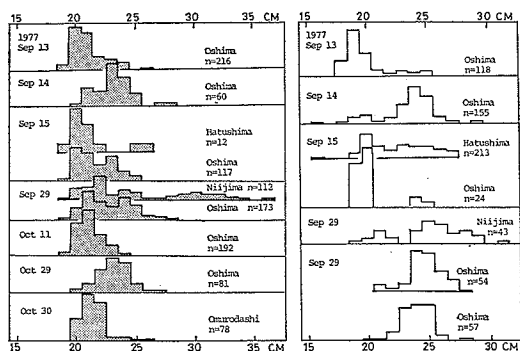 15 20 25 30 35 CM
1977
Sep 13
Oshima
n=216
Sep 14
Oshima
n=60
Sep 15
Hatushima
n=12
Oshima
n=117
Sep 29
Niijima n=112
Oshima n=173
Oct 11
Oshima
n=192
Oct 29
Oshima
n=81
Oct 30
Omurodashi
n=78
15 20 25 30 35 CM
15 20 25 30 CM
1977
Sep 13
Oshima
n=118
Sep 14
Oshima
n=155
Sep 15
Hatushima
n=213
Oshima
n=24
Sep 29
Niijima
n=43
Sep 29
Oshima
n=54
Oshima
n=57
15 20 25 30 CM